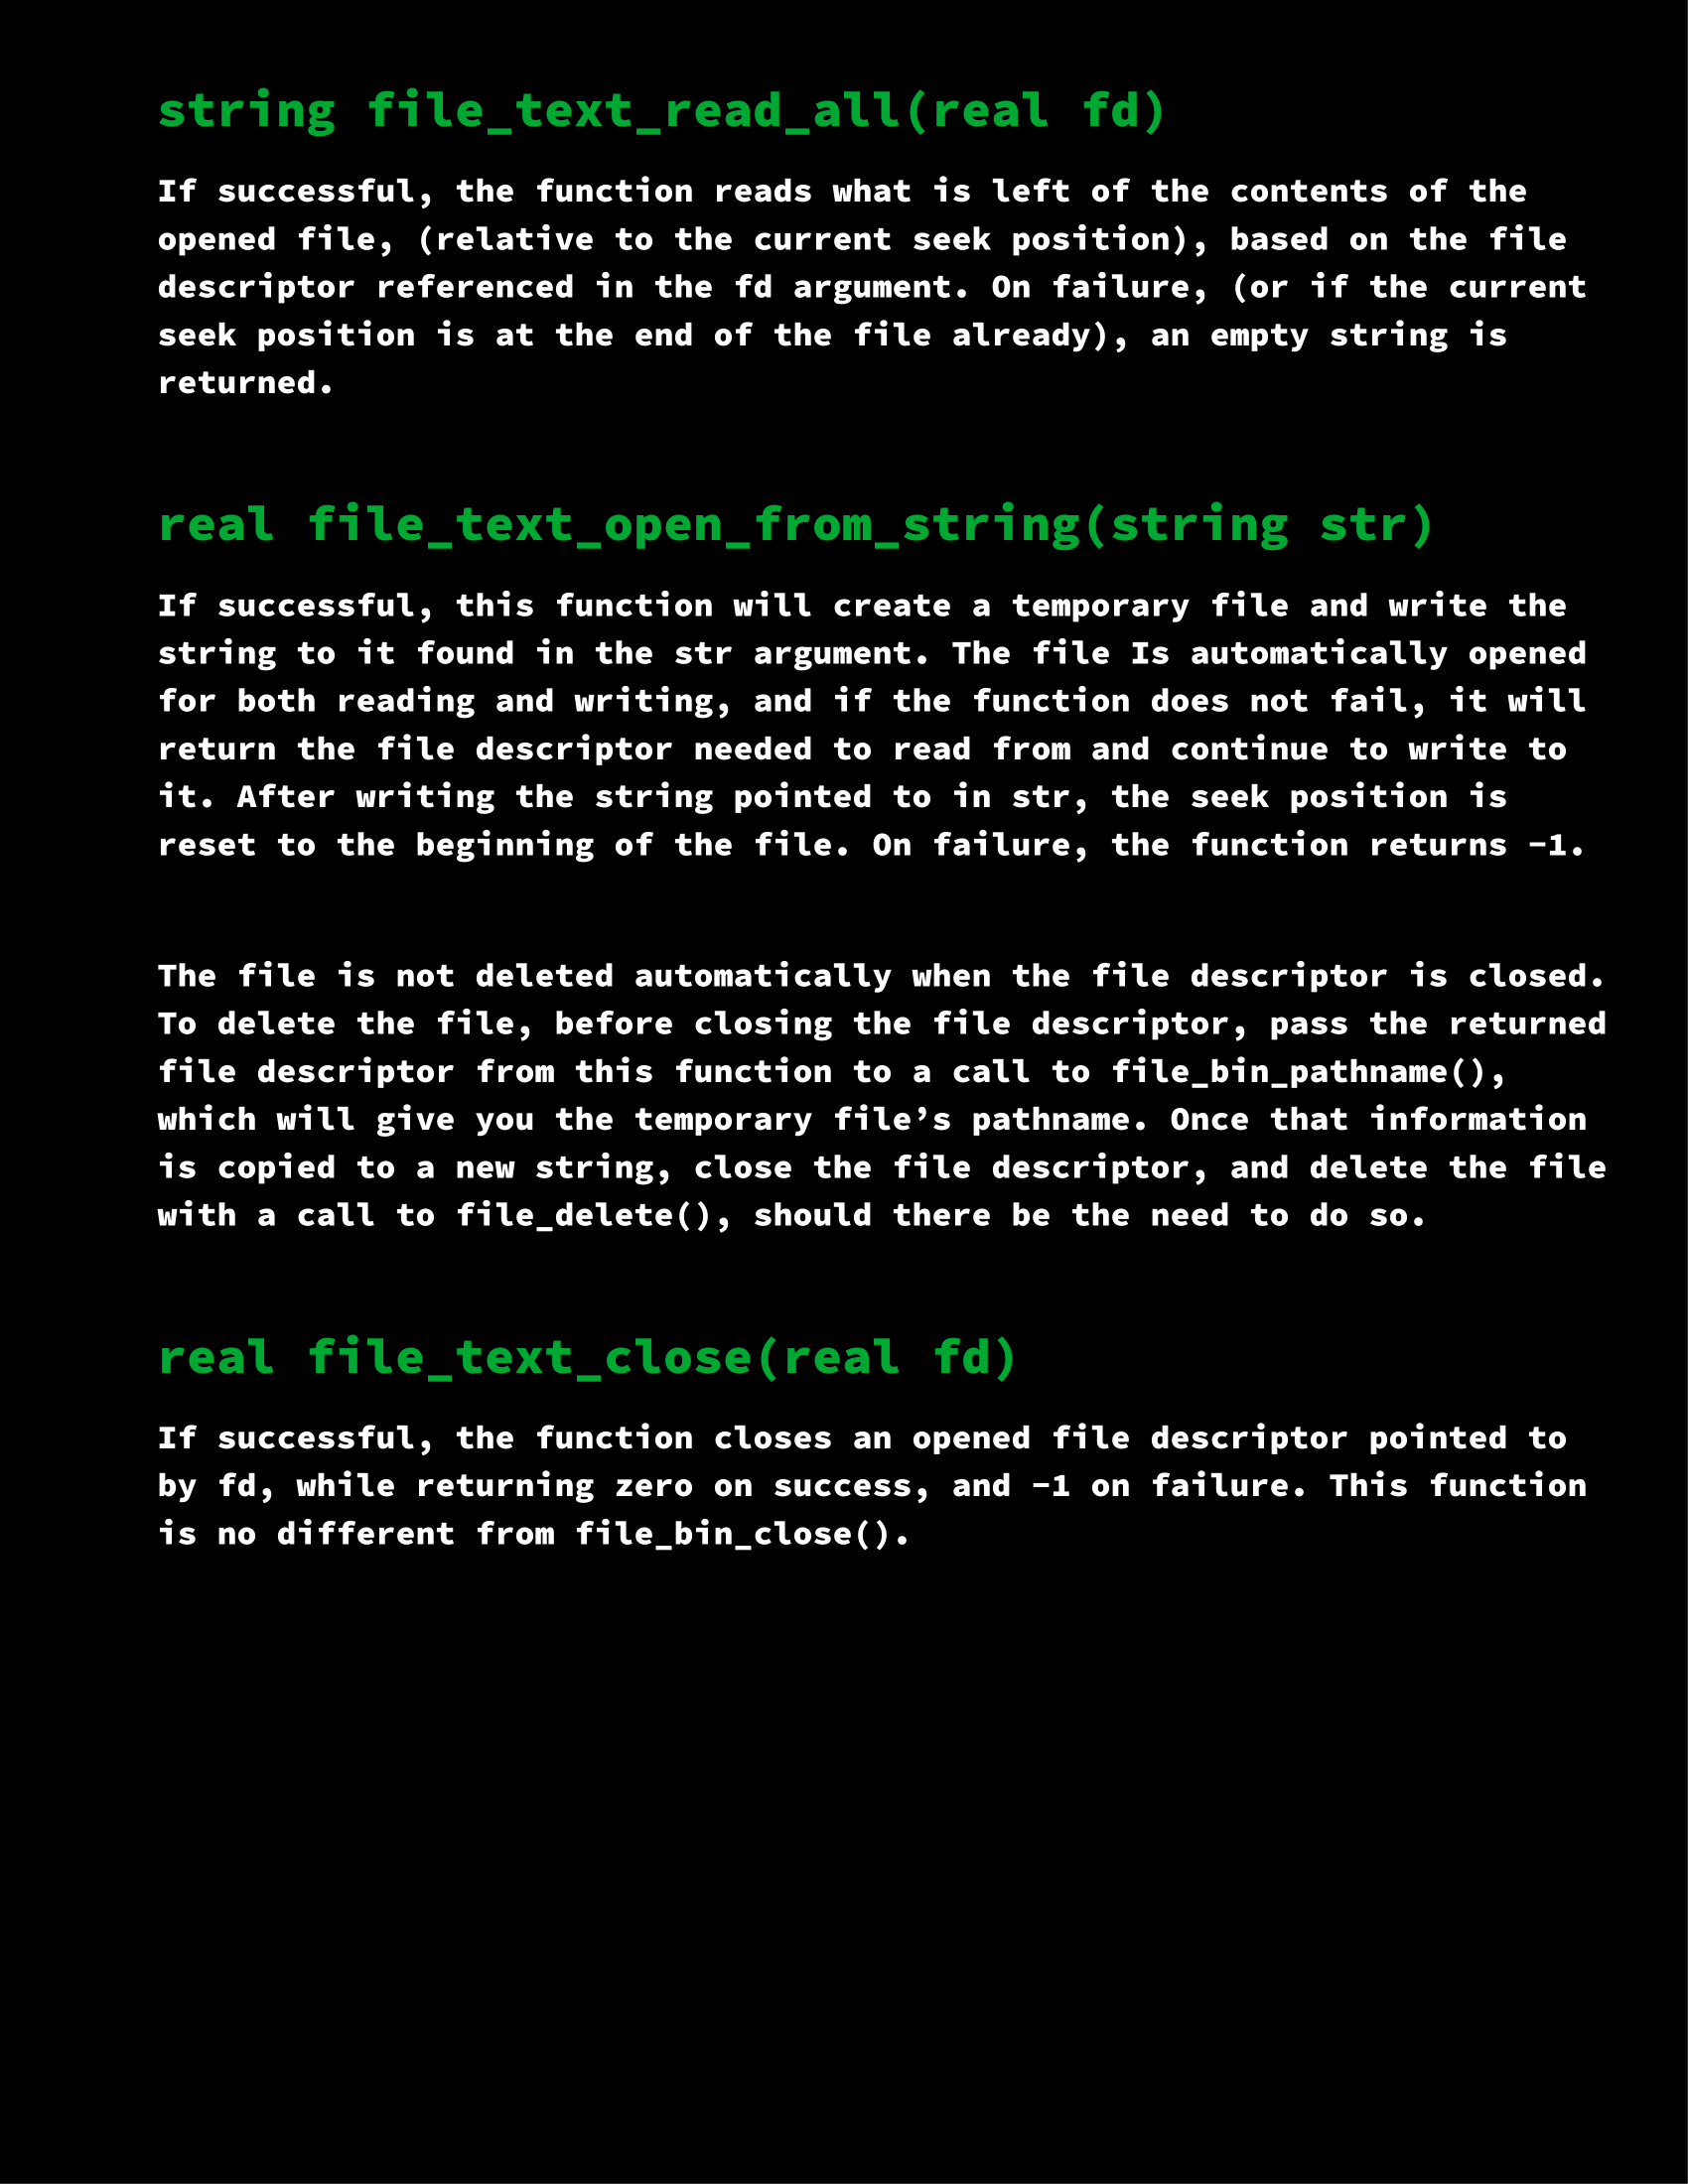 string file_text_read_all(real fd)
If successful, the function reads what is left of the contents of the
opened file, (relative to the current seek position), based on the file
descriptor referenced in the fd argument. On failure, (or if the current
seek position is at the end of the file already), an empty string is
returned.
real file_text_open_from_string(string str)
If successful, this function will create a temporary file and write the
string to it found in the str argument. The file Is automatically opened
for both reading and writing, and if the function does not fail, it will
return the file descriptor needed to read from and continue to write to
it. After writing the string pointed to in str, the seek position is
reset to the beginning of the file. On failure, the function returns -1.
The file is not deleted automatically when the file descriptor is closed.
To delete the file, before closing the file descriptor, pass the returned
file descriptor from this function to a call to file_bin_pathname(),
which will give you the temporary file’s pathname. Once that information
is copied to a new string, close the file descriptor, and delete the file
with a call to file_delete(), should there be the need to do so.
real file_text_close(real fd)
If successful, the function closes an opened file descriptor pointed to
by fd, while returning zero on success, and -1 on failure. This function
is no different from file_bin_close().